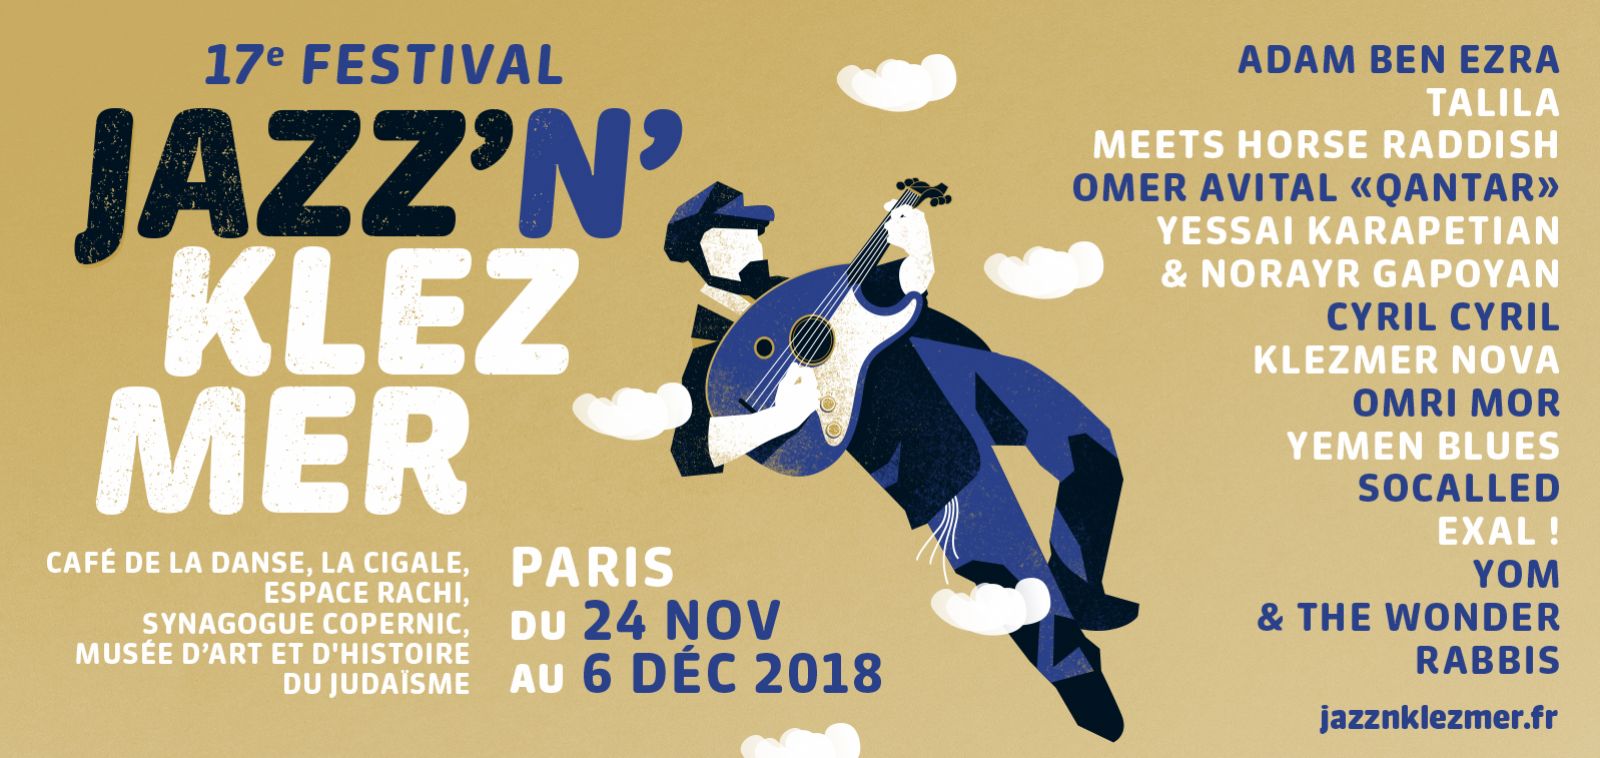 17e FESTIVAL
JAZZ’N’
KLEZ
MER
CAFÉ DE LA DANSE, LA CIGALE,
ESPACE RACHI,
SYNAGOGUE COPERNIC,
MUSÉE D’ART ET D'HISTOIRE
DU JUDAÏSME
PARIS
DU 24 NOV
AU 6 DÉC 2018
ADAM BEN EZRA
TALILA
MEETS HORSE RADDISH
OMER AVITAL «QANTAR»
YESSAI KARAPETIAN
& NORAYR GAPOYAN
CYRIL CYRIL
KLEZMER NOVA
OMRI MOR
YEMEN BLUES
SOCALLED
EXAL !
YOM
& THE WONDER
RABBIS
jazznklezmer.fr